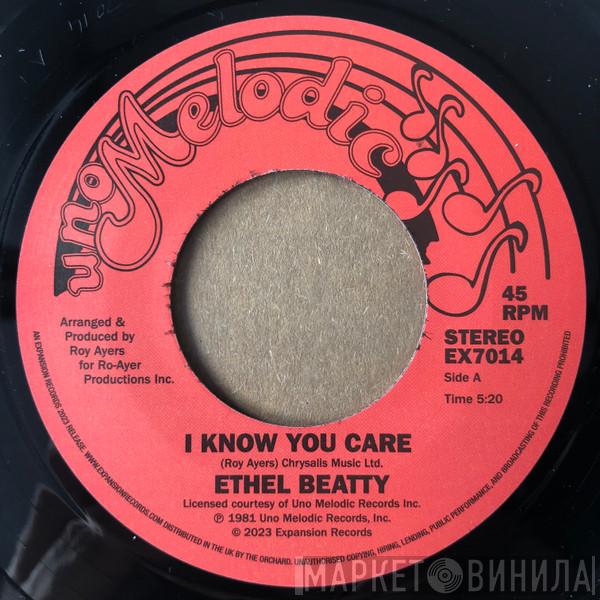 uno Melodic
45
RPM
STEREO
EX7014
Side A
Time 5:20
Arranged &
Produced by
Roy Ayers
for Ro-Ayer
Productions Inc.
I KNOW YOU CARE
(Roy Ayers) Chrysalis Music Ltd.
ETHEL BEATTY
Licensed courtesy of Uno Melodic Records Inc.
℗ 1981 Uno Melodic Records, Inc.
© 2023 Expansion Records
AN EXPANSION RECORDS 2023 RELEASE. WWW.EXPANSIONRECORDS.COM DISTRIBUTED IN THE UK BY THE ORCHARD. UNAUTHORISED COPYING, HIRING, LENDING, PUBLIC PERFORMANCE, AND BROADCASTING OF THIS RECORDING PROHIBITED
МАРКЕТ ВИНИЛА